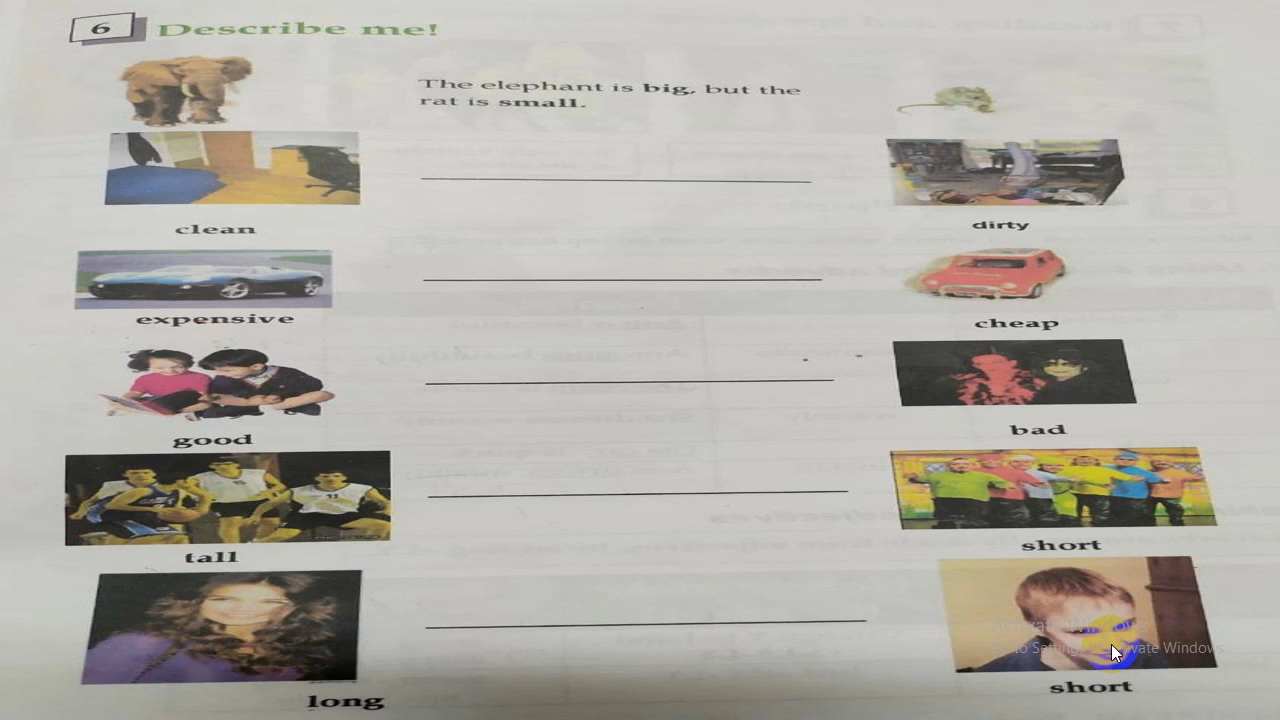 6 Describe me!
The elephant is big, but the
rat is small.
clean
dirty
expensive
cheap
good
bad
tall
short
long
short